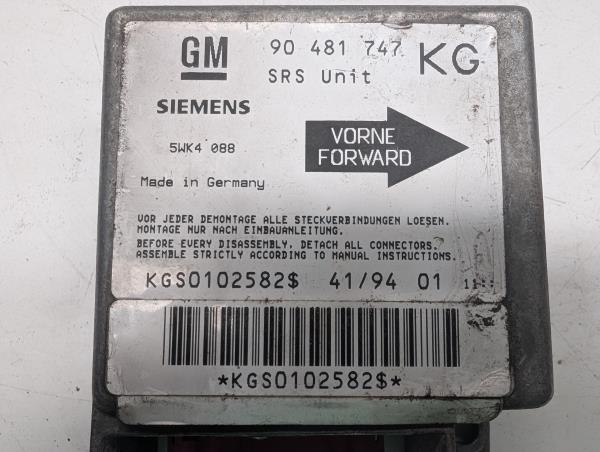 GM 90 481 747 KG
SRS Unit
SIEMENS
5WK4 088
VORNE
FORWARD
Made in Germany
VOR JEDER DEMONTAGE ALLE STECKVERBINDUNGEN LOESEN.
MONTAGE NUR NACH EINBAUANLEITUNG.
BEFORE EVERY DISASSEMBLY, DETACH ALL CONNECTORS.
ASSEMBLE STRICTLY ACCORDING TO MANUAL INSTRUCTIONS.
KGS0102582$ 41/94 01
*KGS0102582$*